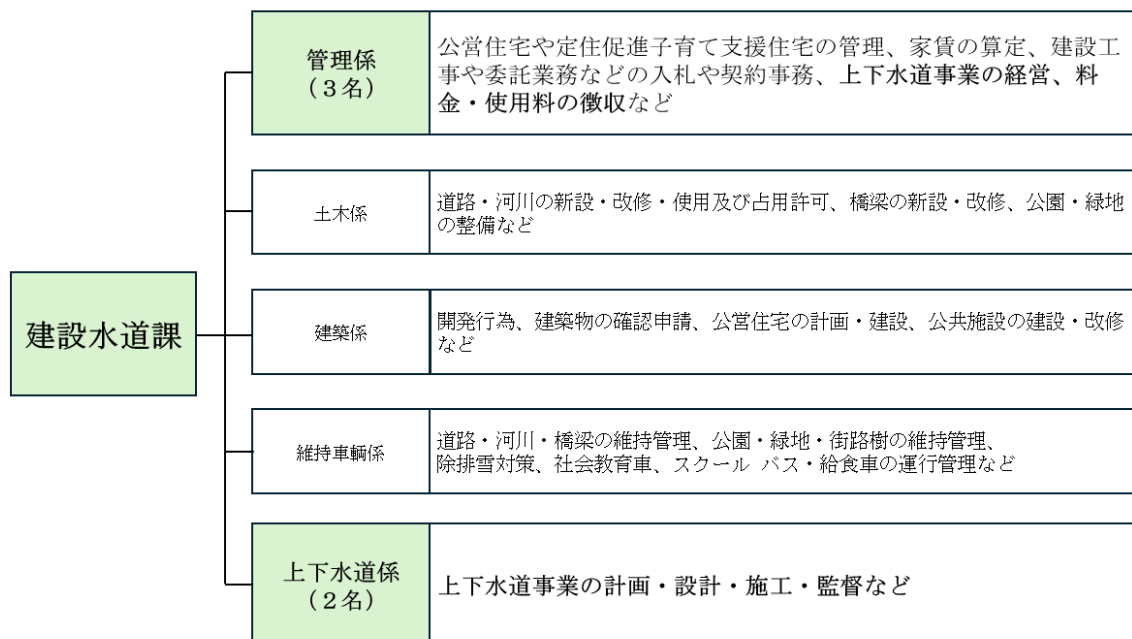 建設水道課
管理係
（３名）
公営住宅や定住促進子育て支援住宅の管理、家賃の算定、建設工
事や委託業務などの入札や契約事務、上下水道事業の経営、料
金・使用料の徴収など
土木係
道路・河川の新設・改修・使用及び占用許可、橋梁の新設・改修、公園・緑地
の整備など
建築係
開発行為、建築物の確認申請、公営住宅の計画・建設、公共施設の建設・改修
など
維持車輌係
道路・河川・橋梁の維持管理、公園・緑地・街路樹の維持管理、
除排雪対策、社会教育車、スクール バス・給食車の運行管理など
上下水道係
（２名）
上下水道事業の計画・設計・施工・監督など